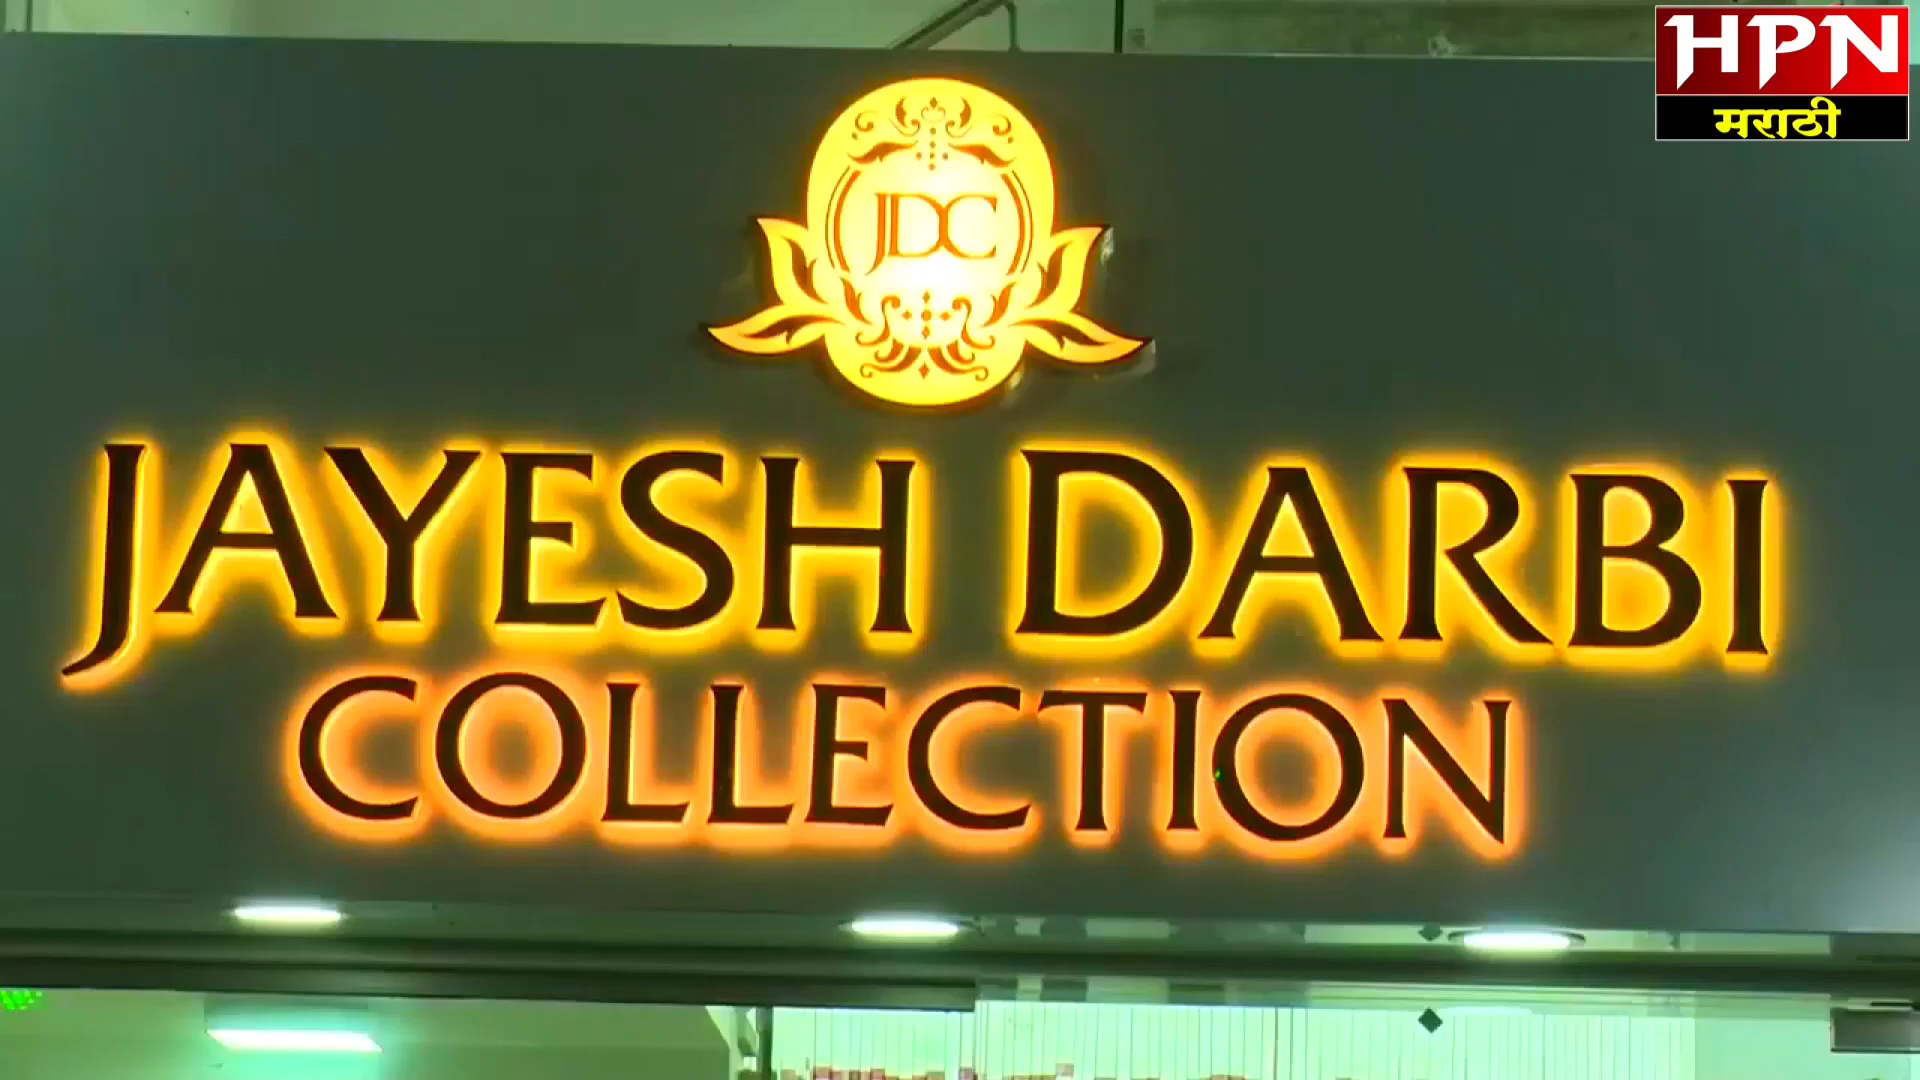 HPN
मराठी
JDC
JAYESH DARBI
COLLECTION